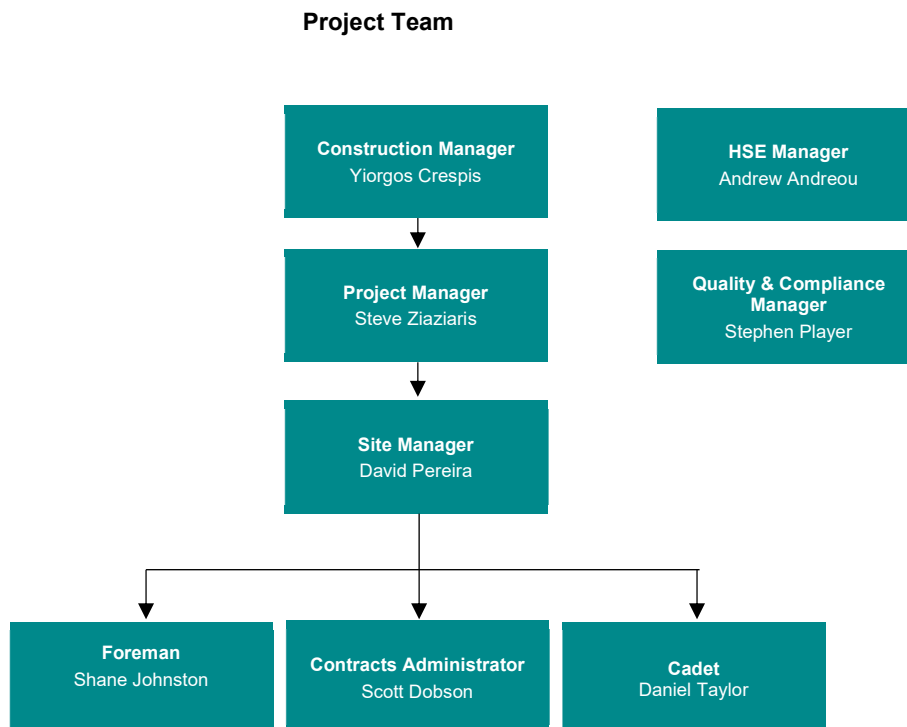 Project Team
Construction Manager
Yiorgos Crespis
HSE Manager
Andrew Andreou
Project Manager
Steve Ziaziaris
Quality & Compliance
Manager
Stephen Player
Site Manager
David Pereira
Foreman
Shane Johnston
Contracts Administrator
Scott Dobson
Cadet
Daniel Taylor